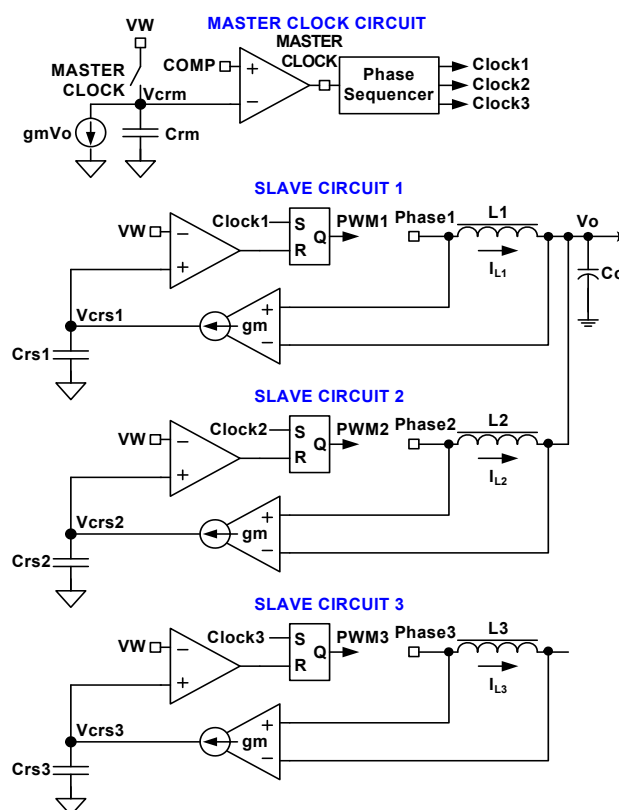 MASTER CLOCK CIRCUIT
VW
MASTER
CLOCK
MASTER
CLOCK
COMP
+
−
Vcrm
gmVo
Crm
Phase
Sequencer
Clock1
Clock2
Clock3
SLAVE CIRCUIT 1
VW
−
+
Clock1
S
R
Q
PWM1
Phase1
L1
Vo
IL1
Co
Vcrs1
gm
+
−
Crs1
SLAVE CIRCUIT 2
VW
−
+
Clock2
S
R
Q
PWM2
Phase2
L2
IL2
Vcrs2
gm
+
−
Crs2
SLAVE CIRCUIT 3
VW
−
+
Clock3
S
R
Q
PWM3
Phase3
L3
IL3
Vcrs3
gm
+
−
Crs3